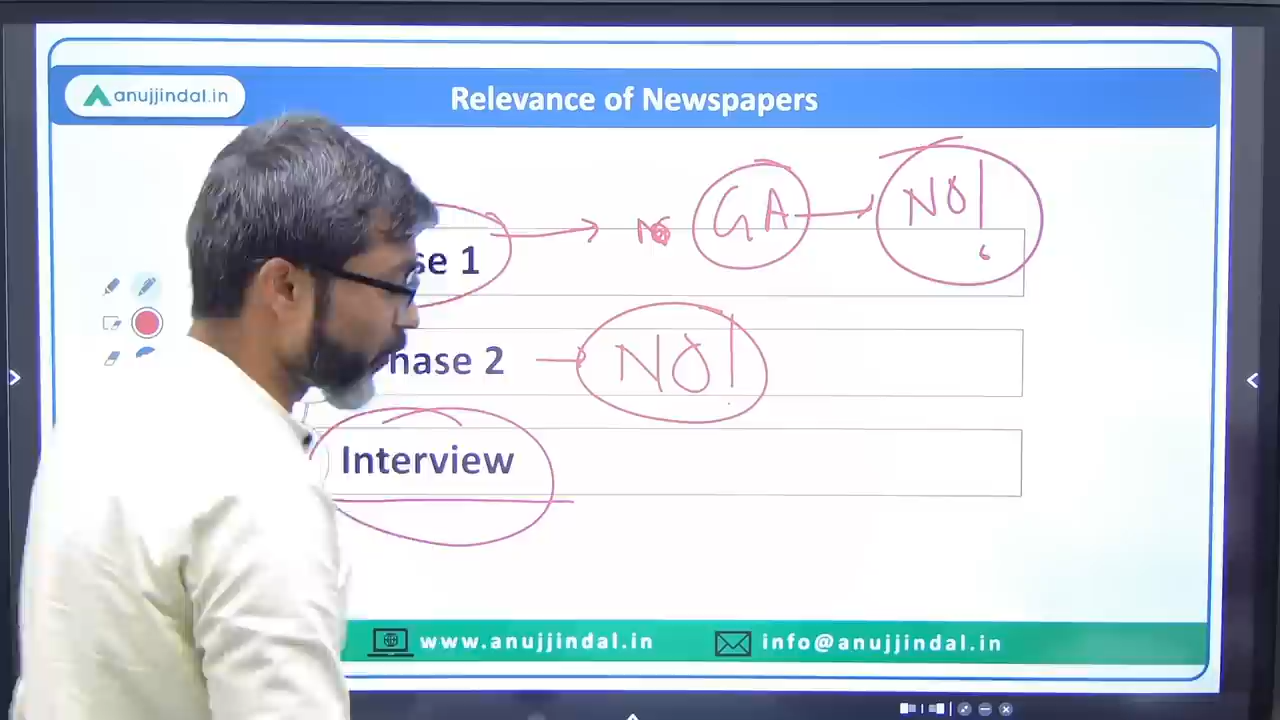 anujjindal.in
Relevance of Newspapers
GA NO!
se 1
hase 2 NO!
Interview
www.anujjindal.in info@anujjindal.in